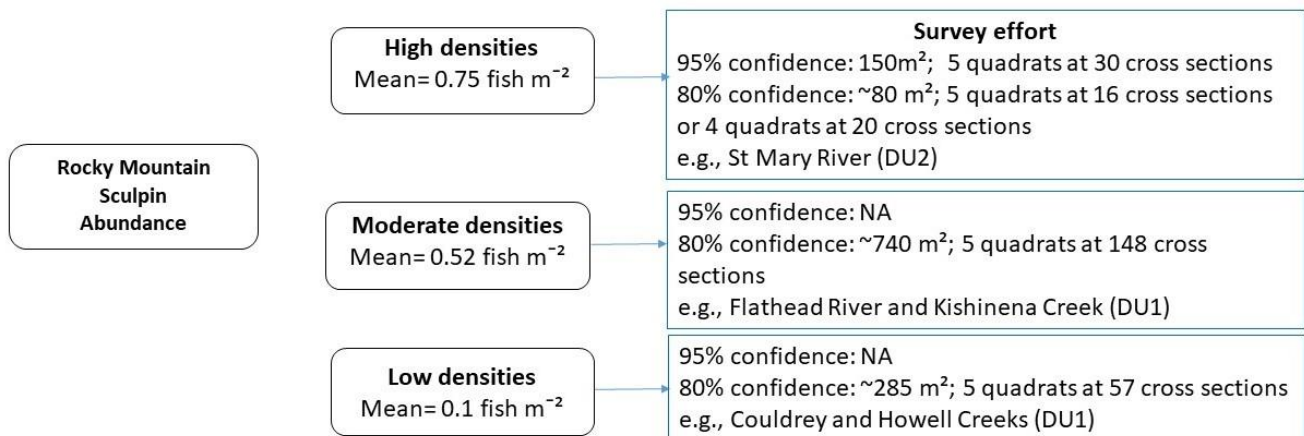 Rocky Mountain
Sculpin
Abundance
High densities
Mean= 0.75 fish m⁻²
Survey effort
95% confidence: 150m²; 5 quadrats at 30 cross sections
80% confidence: ~80 m²; 5 quadrats at 16 cross sections
or 4 quadrats at 20 cross sections
e.g., St Mary River (DU2)
Moderate densities
Mean= 0.52 fish m⁻²
95% confidence: NA
80% confidence: ~740 m²; 5 quadrats at 148 cross
sections
e.g., Flathead River and Kishinena Creek (DU1)
Low densities
Mean= 0.1 fish m⁻²
95% confidence: NA
80% confidence: ~285 m²; 5 quadrats at 57 cross sections
e.g., Couldrey and Howell Creeks (DU1)